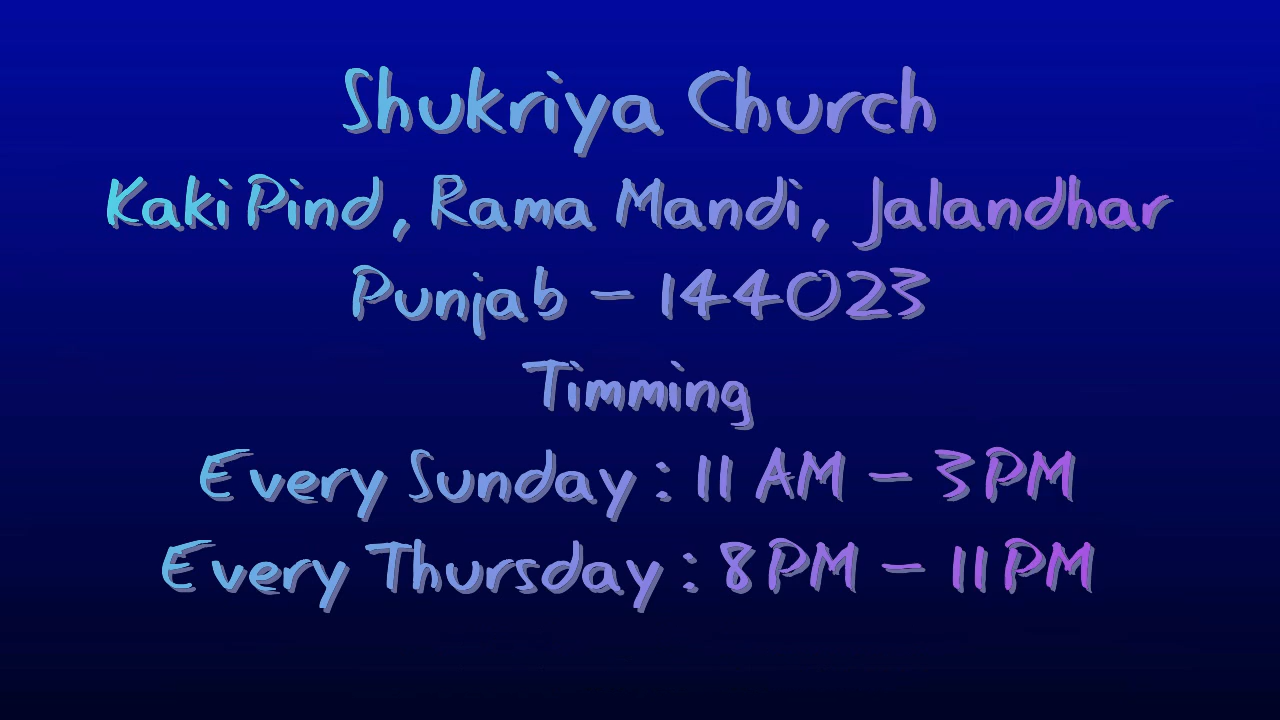 Shukriya Church
Kaki Pind, Rama Mandi, Jalandhar
Punjab - 144023
Timming
Every Sunday : 11 AM - 3PM
Every Thursday : 8PM - 11PM